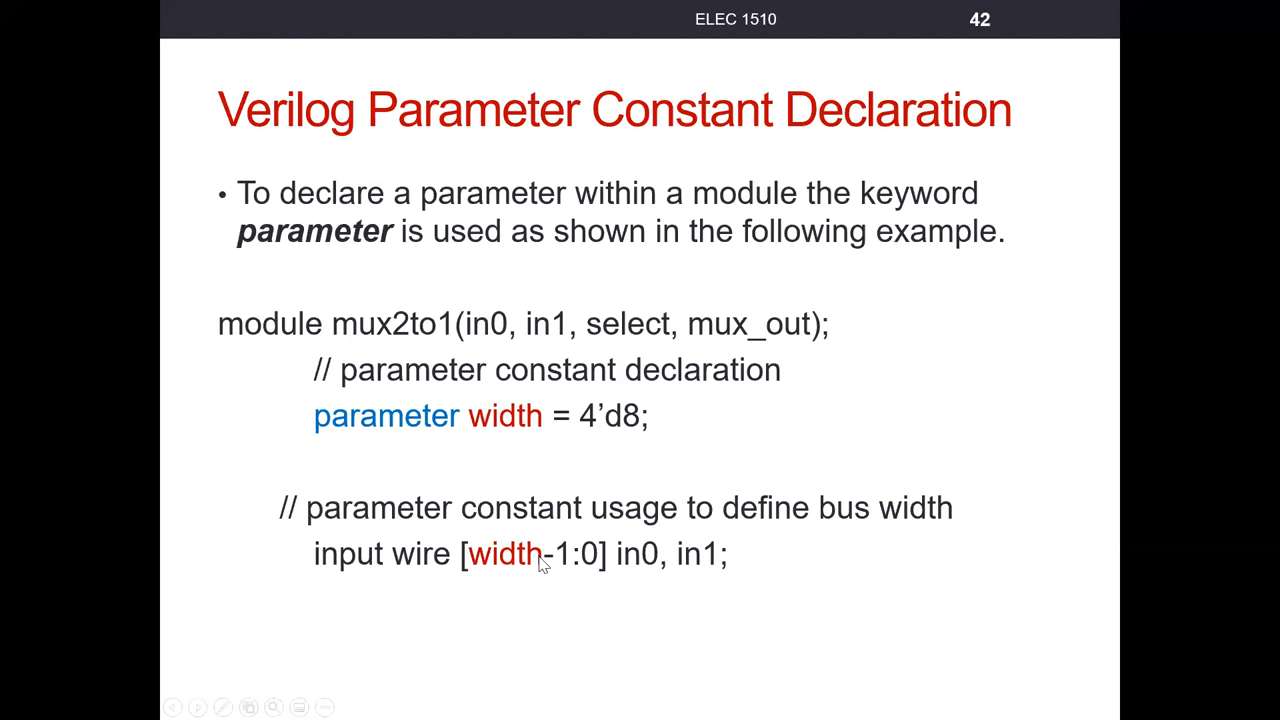 ELEC 1510
42
Verilog Parameter Constant Declaration
• To declare a parameter within a module the keyword
parameter is used as shown in the following example.
module mux2to1(in0, in1, select, mux_out);
// parameter constant declaration
parameter width = 4’d8;
// parameter constant usage to define bus width
input wire [width-1:0] in0, in1;